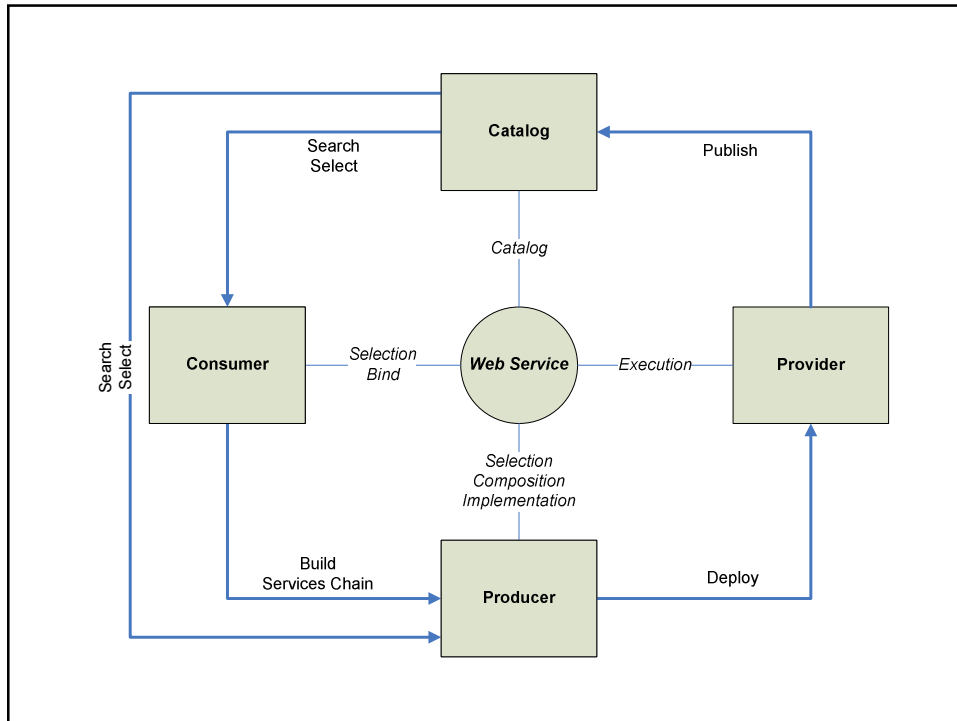 Catalog
Search
Select
Publish
Catalog
Search
Select
Consumer
Selection
Bind
Web Service
Execution
Provider
Selection
Composition
Implementation
Build
Services Chain
Producer
Deploy